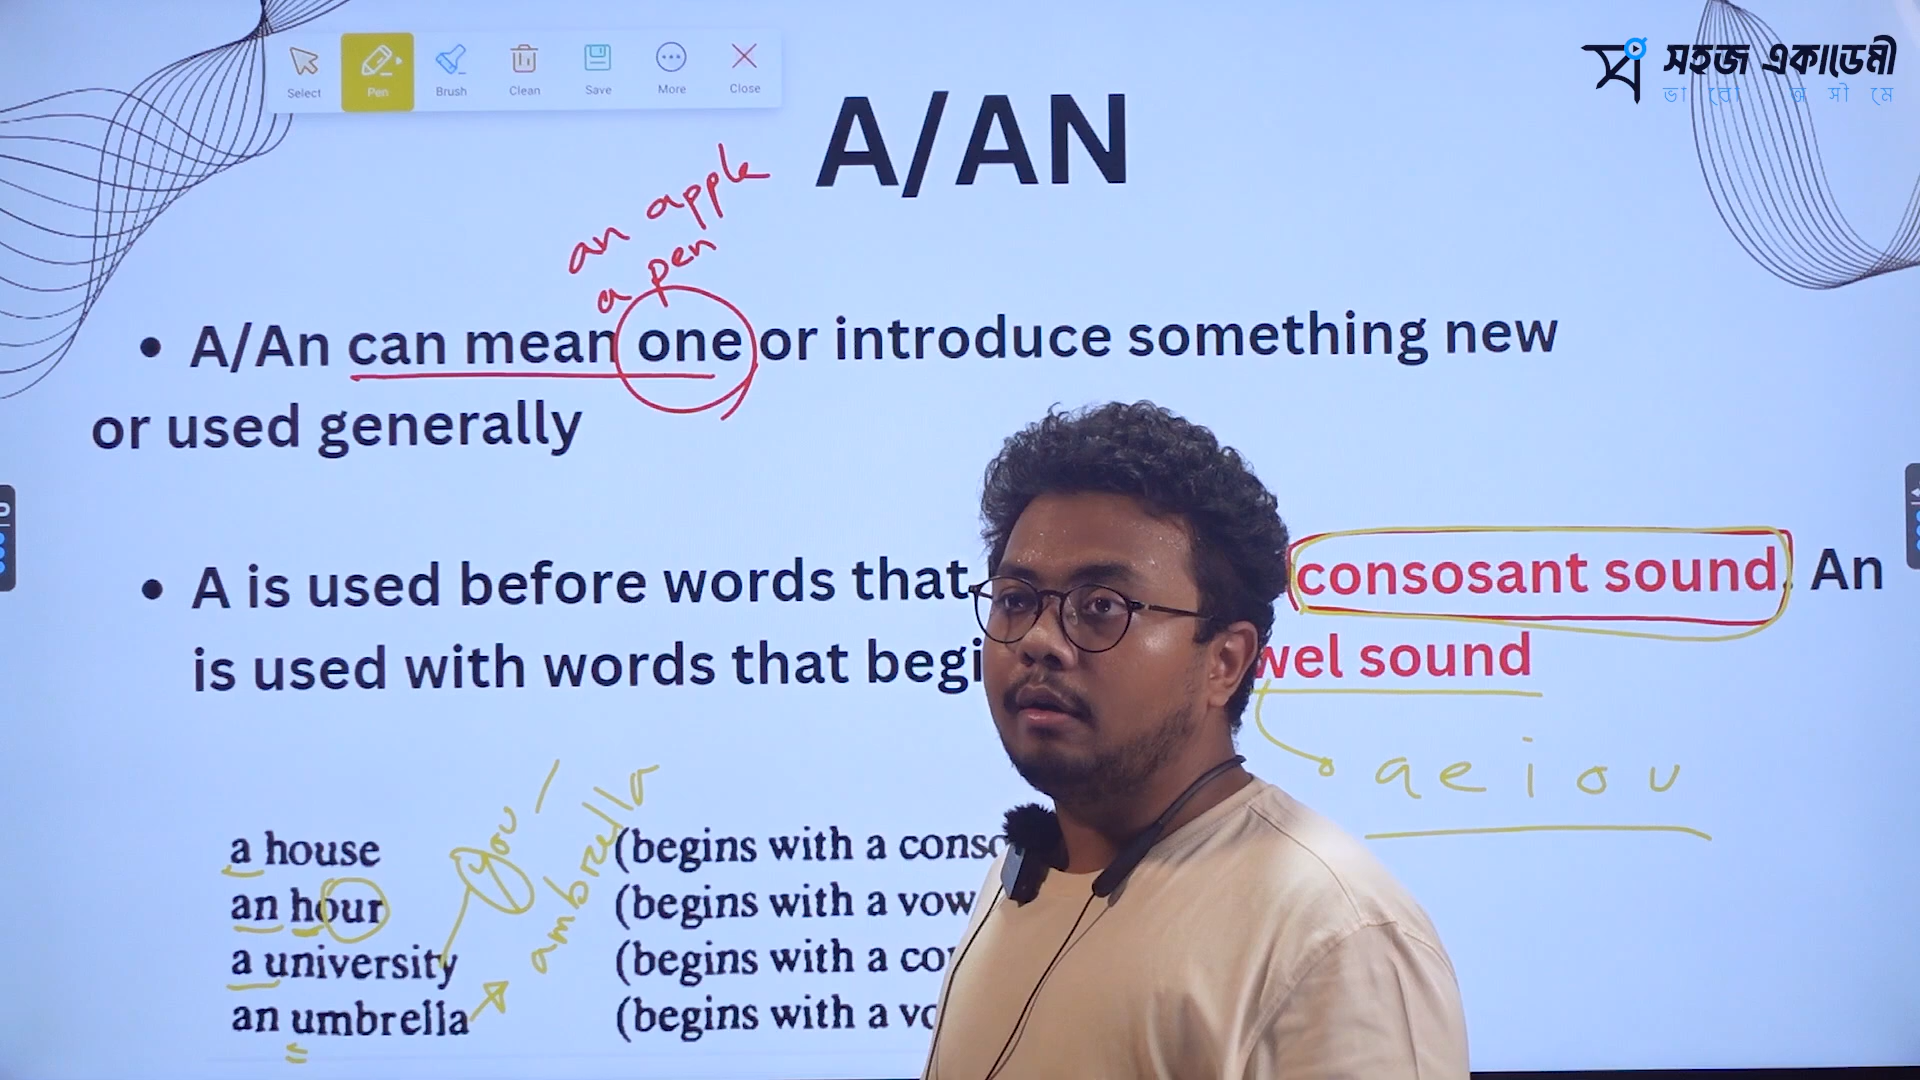 Select Pen Brush Clean Save More Close
সহজ একাডেমী
A/AN
an apple
a pen
A/An can mean one or introduce something new
or used generally
A is used before words that consosant sound. An
is used with words that begi wel sound
a e i o u
you
ambrella
a house (begins with a conso
an hour (begins with a vow
a university (begins with a co
an umbrella (begins with a vo